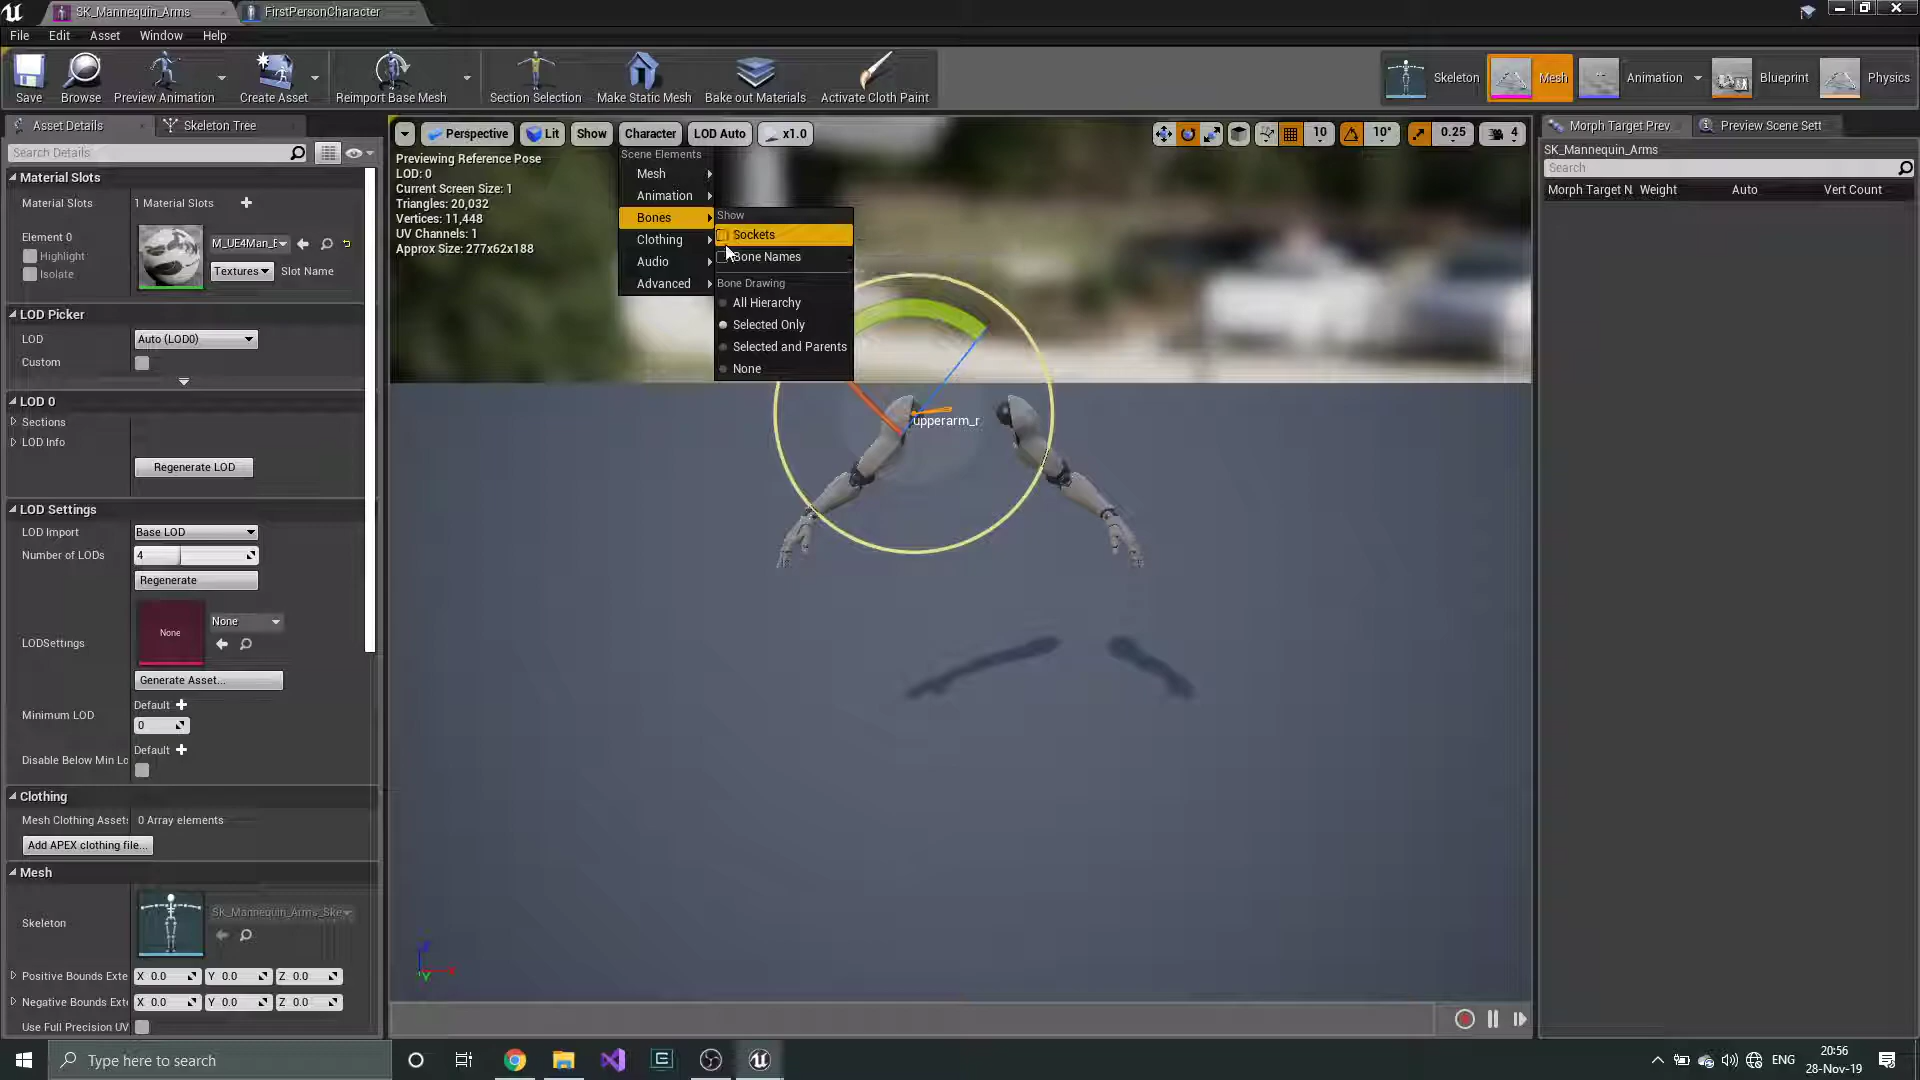 SK_Mannequin_Arms
FirstPersonCharacter
File Edit Asset Window Help
Save
Browse
Preview Animation
Create Asset
Reimport Base Mesh
Section Selection
Make Static Mesh
Bake out Materials
Activate Cloth Paint
Skeleton
Mesh
Animation
Blueprint
Physics
Asset Details
Skeleton Tree
Search Details
Material Slots
Material Slots 1 Material Slots
Element 0
Highlight
Isolate
M_UE4Man_E
Textures
Slot Name
LOD Picker
LOD Auto (LOD0)
Custom
LOD 0
Sections
LOD Info
Regenerate LOD
LOD Settings
LOD Import Base LOD
Number of LODs 4
Regenerate
LODSettings
None
None
Generate Asset...
Default
Minimum LOD
0
Default
Disable Below Min Lo
Clothing
Mesh Clothing Assets 0 Array elements
Add APEX clothing file...
Mesh
Skeleton
SK_Mannequin_Arms_Ske
Positive Bounds Exte X 0.0 Y 0.0 Z 0.0
Negative Bounds Exte X 0.0 Y 0.0 Z 0.0
Use Full Precision UV
Perspective Lit Show Character LOD Auto x1.0
10 10° 0.25 4
Previewing Reference Pose
LOD: 0
Current Screen Size: 1
Triangles: 20,032
Vertices: 11,448
UV Channels: 1
Approx Size: 277x62x188
Scene Elements
Mesh
Animation
Bones
Clothing
Audio
Advanced
Show
Sockets
Bone Names
Bone Drawing
All Hierarchy
Selected Only
Selected and Parents
None
upperarm_r
Z
X
Y
Morph Target Prev
Preview Scene Sett
SK_Mannequin_Arms
Search
Morph Target N Weight Auto Vert Count
Type here to search
ENG
20:56
28-Nov-19